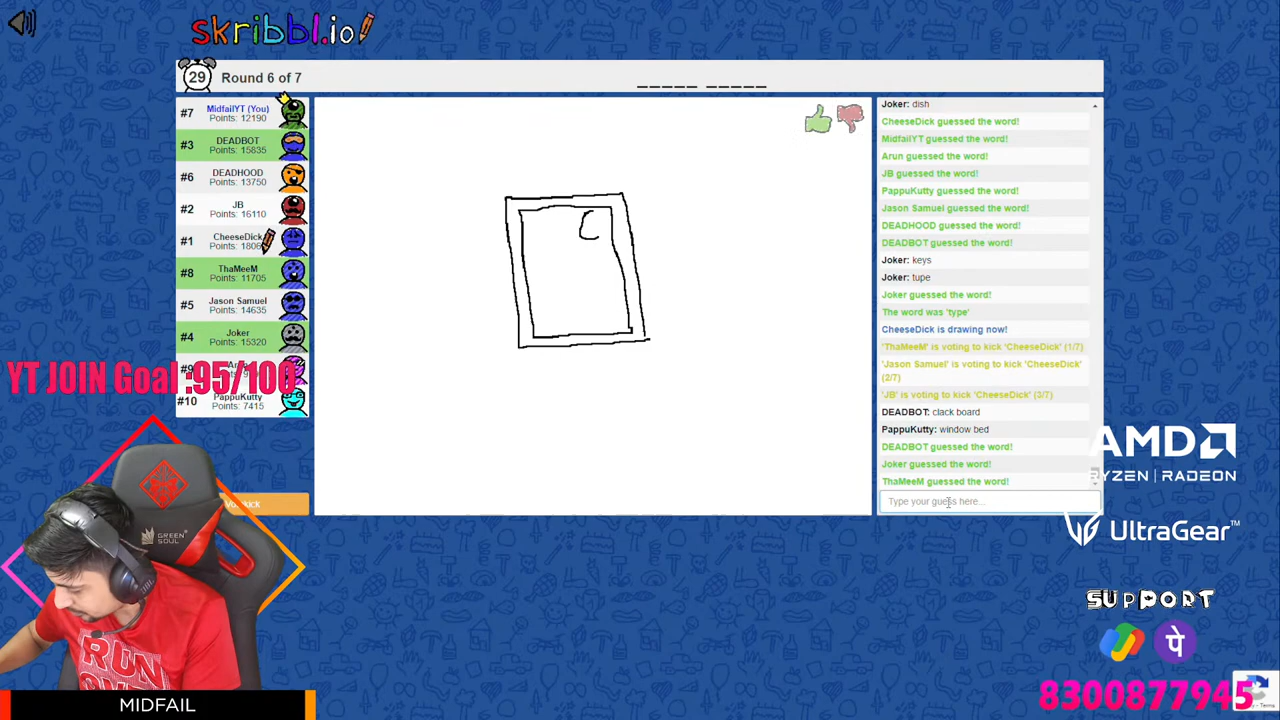 skribbl.io
29
Round 6 of 7
_____ _____
#7 MidfailYT (You)
Points: 12190
#3 DEADBOT
Points: 15835
#6 DEADHOOD
Points: 13750
#2 JB
Points: 16110
#1 CheeseDick
#8 ThaMeeM
Points: 11705
#5 Jason Samuel
Points: 14635
#4 Joker
Points: 15320
#10 PappuKutty
Points: 7415
YT JOIN Goal :95/100
Joker: dish
CheeseDick guessed the word!
MidfailYT guessed the word!
Arun guessed the word!
JB guessed the word!
PappuKutty guessed the word!
Jason Samuel guessed the word!
DEADHOOD guessed the word!
DEADBOT guessed the word!
Joker: keys
Joker: tupe
Joker guessed the word!
The word was 'type'
CheeseDick is drawing now!
'ThaMeeM' is voting to kick 'CheeseDick' (1/7)
'Jason Samuel' is voting to kick 'CheeseDick'
(2/7)
'JB' is voting to kick 'CheeseDick' (3/7)
DEADBOT: clack board
PappuKutty: window bed
DEADBOT guessed the word!
Joker guessed the word!
ThaMeeM guessed the word!
Type your guess here...
AMD
RYZEN | RADEON
UltraGear™
SUPPORT
पे
8300877945
GREEN
SOUL
RUN
MIDFAIL